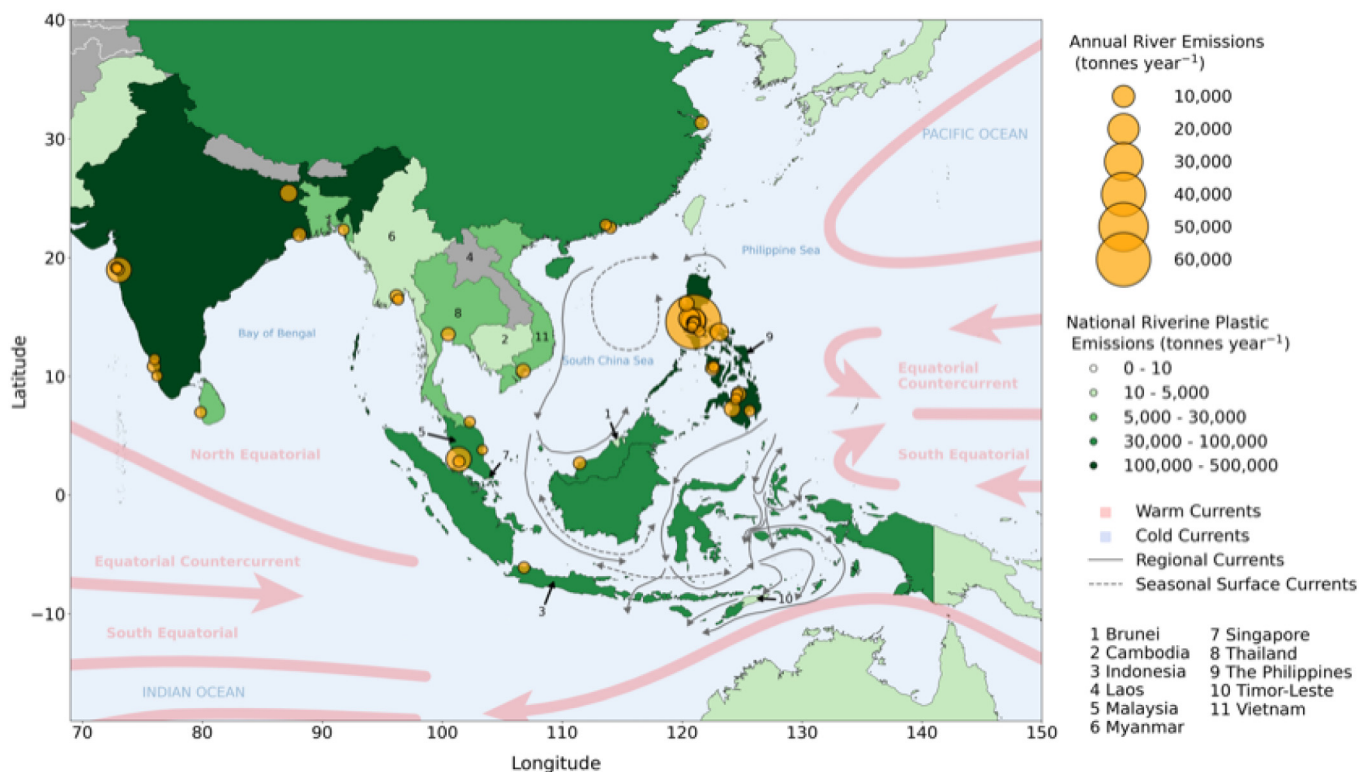 40
30
20
10
0
−10
Latitude
70
80
90
100
110
120
130
140
150
Longitude
PACIFIC OCEAN
Philippine Sea
Bay of Bengal
South China Sea
Equatorial
Countercurrent
North Equatorial
South Equatorial
Equatorial Countercurrent
South Equatorial
INDIAN OCEAN
6
4
8
2
11
9
1
5
7
3
10
Annual River Emissions
(tonnes year⁻¹)
10,000
20,000
30,000
40,000
50,000
60,000
National Riverine Plastic
Emissions (tonnes year⁻¹)
0 - 10
10 - 5,000
5,000 - 30,000
30,000 - 100,000
100,000 - 500,000
Warm Currents
Cold Currents
Regional Currents
Seasonal Surface Currents
1 Brunei
2 Cambodia
3 Indonesia
4 Laos
5 Malaysia
6 Myanmar
7 Singapore
8 Thailand
9 The Philippines
10 Timor-Leste
11 Vietnam